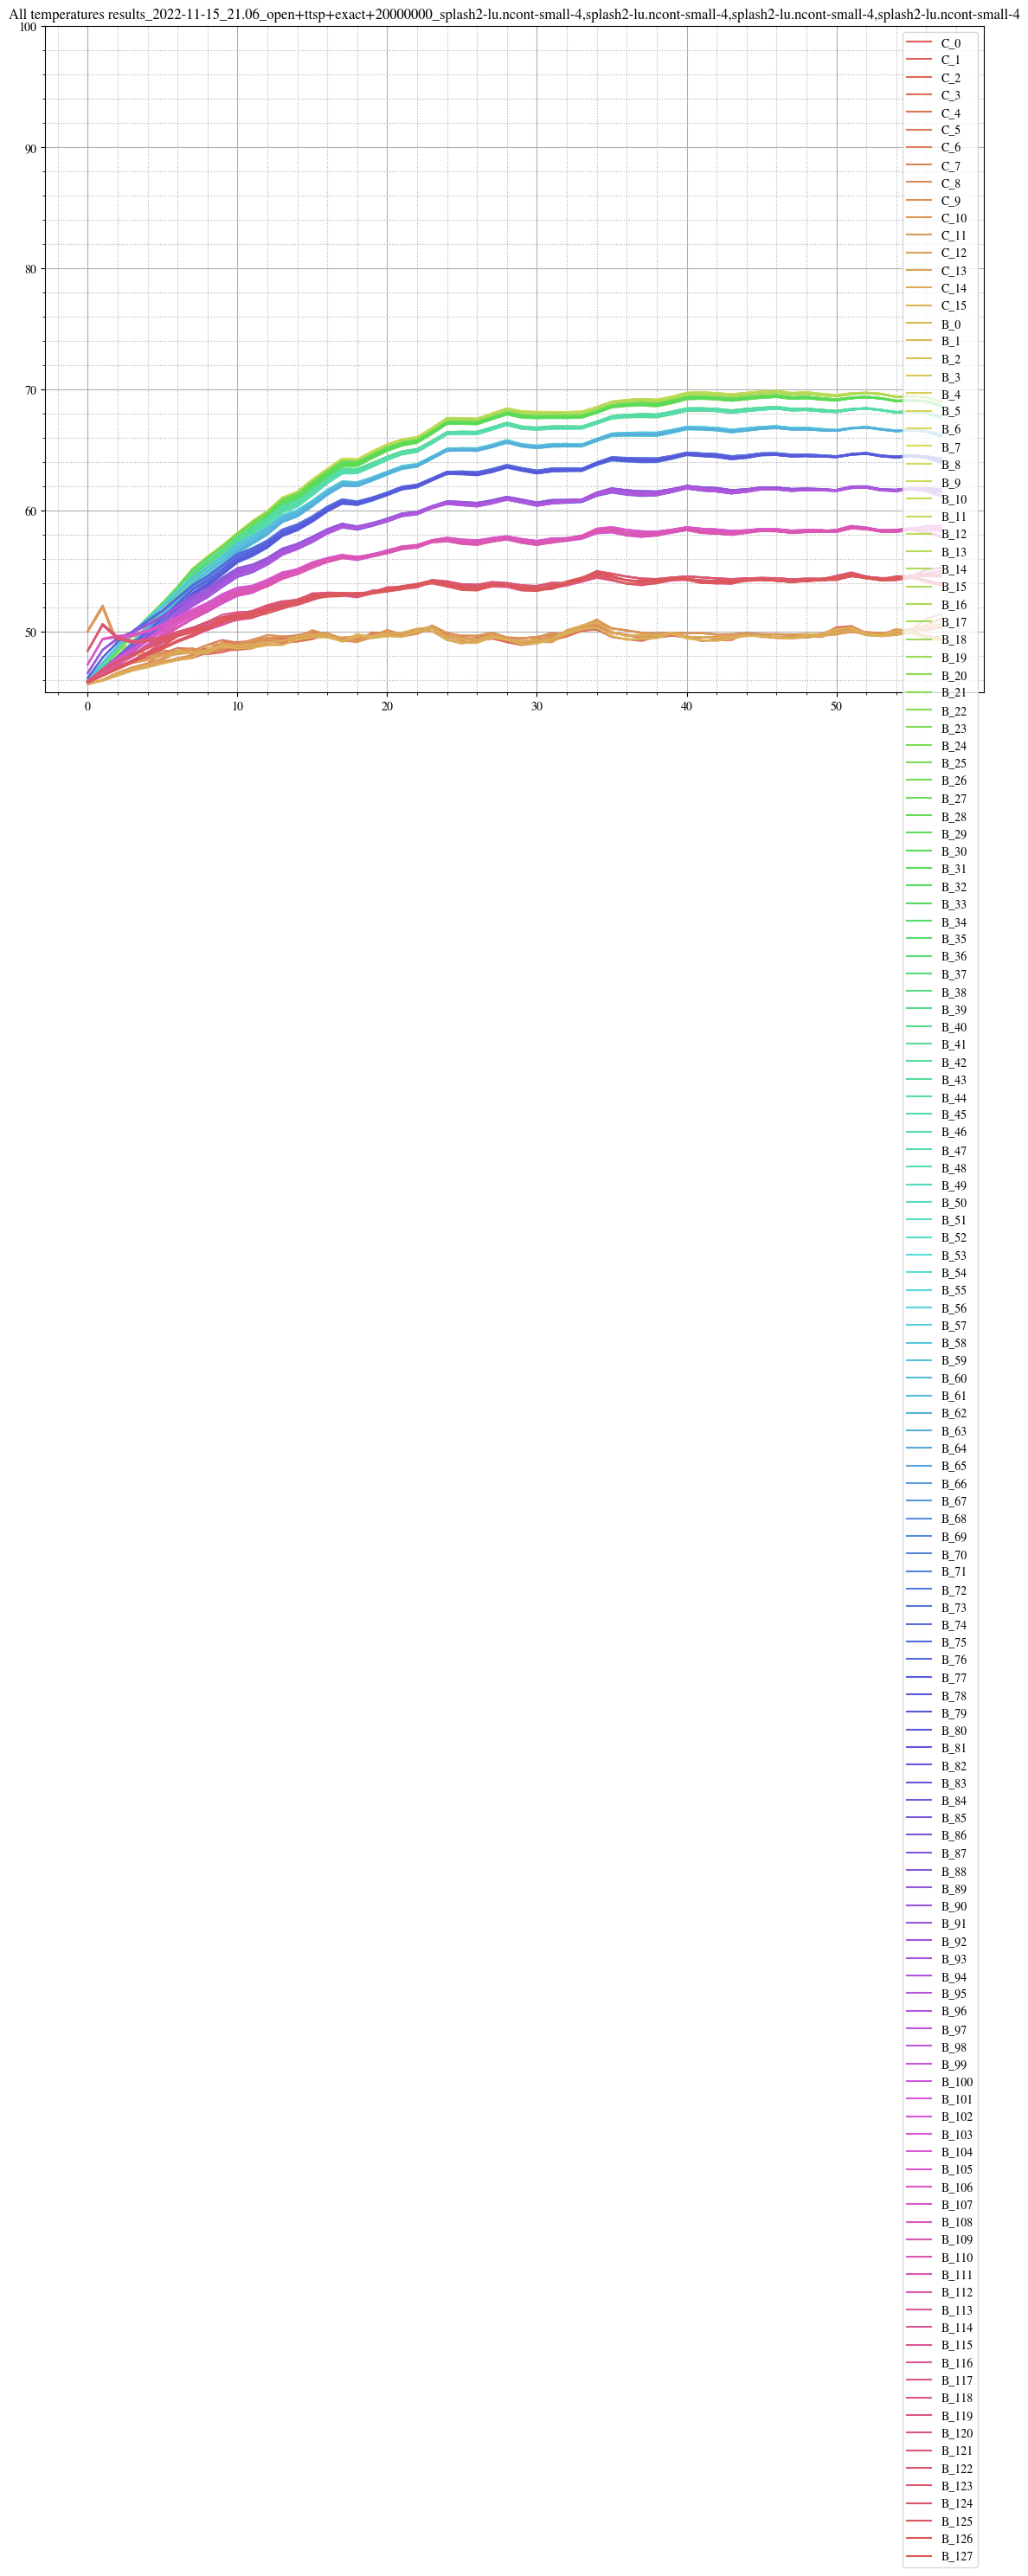 All temperatures results_2022-11-15_21.06_open+ttsp+exact+20000000_splash2-lu.ncont-small-4,splash2-lu.ncont-small-4,splash2-lu.ncont-small-4,splash2-lu.ncont-small-4
100
90
80
70
60
50
0
10
20
30
40
50
C_0
C_1
C_2
C_3
C_4
C_5
C_6
C_7
C_8
C_9
C_10
C_11
C_12
C_13
C_14
C_15
B_0
B_1
B_2
B_3
B_4
B_5
B_6
B_7
B_8
B_9
B_10
B_11
B_12
B_13
B_14
B_15
B_16
B_17
B_18
B_19
B_20
B_21
B_22
B_23
B_24
B_25
B_26
B_27
B_28
B_29
B_30
B_31
B_32
B_33
B_34
B_35
B_36
B_37
B_38
B_39
B_40
B_41
B_42
B_43
B_44
B_45
B_46
B_47
B_48
B_49
B_50
B_51
B_52
B_53
B_54
B_55
B_56
B_57
B_58
B_59
B_60
B_61
B_62
B_63
B_64
B_65
B_66
B_67
B_68
B_69
B_70
B_71
B_72
B_73
B_74
B_75
B_76
B_77
B_78
B_79
B_80
B_81
B_82
B_83
B_84
B_85
B_86
B_87
B_88
B_89
B_90
B_91
B_92
B_93
B_94
B_95
B_96
B_97
B_98
B_99
B_100
B_101
B_102
B_103
B_104
B_105
B_106
B_107
B_108
B_109
B_110
B_111
B_112
B_113
B_114
B_115
B_116
B_117
B_118
B_119
B_120
B_121
B_122
B_123
B_124
B_125
B_126
B_127